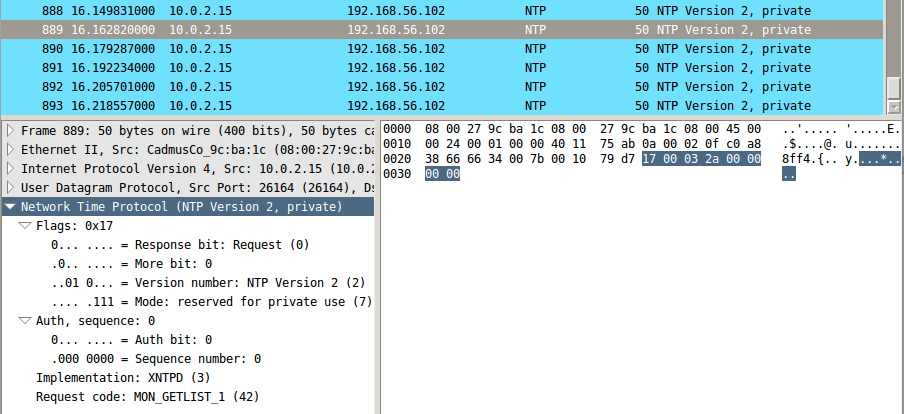 888 16.149831000 10.0.2.15 192.168.56.102 NTP 50 NTP Version 2, private
889 16.162820000 10.0.2.15 192.168.56.102 NTP 50 NTP Version 2, private
890 16.179287000 10.0.2.15 192.168.56.102 NTP 50 NTP Version 2, private
891 16.192234000 10.0.2.15 192.168.56.102 NTP 50 NTP Version 2, private
892 16.205701000 10.0.2.15 192.168.56.102 NTP 50 NTP Version 2, private
893 16.218557000 10.0.2.15 192.168.56.102 NTP 50 NTP Version 2, private
Frame 889: 50 bytes on wire (400 bits), 50 bytes ca
Ethernet II, Src: CadmusCo_9c:ba:1c (08:00:27:9c:ba
Internet Protocol Version 4, Src: 10.0.2.15 (10.0.2
User Datagram Protocol, Src Port: 26164 (26164), Ds
Network Time Protocol (NTP Version 2, private)
Flags: 0x17
0... .... = Response bit: Request (0)
.0.. .... = More bit: 0
..01 0... = Version number: NTP Version 2 (2)
.... .111 = Mode: reserved for private use (7)
Auth, sequence: 0
0... .... = Auth bit: 0
.000 0000 = Sequence number: 0
Implementation: XNTPD (3)
Request code: MON_GETLIST_1 (42)
0000 08 00 27 9c ba 1c 08 00 27 9c ba 1c 08 00 45 00 ..'..... '.....E.
0010 00 24 00 01 00 00 40 11 75 ab 0a 00 02 0f c0 a8 .$....@. u.......
0020 38 66 66 34 00 7b 00 10 79 d7 17 00 03 2a 00 00 8ff4.{.. y....*..
0030 00 00 ..